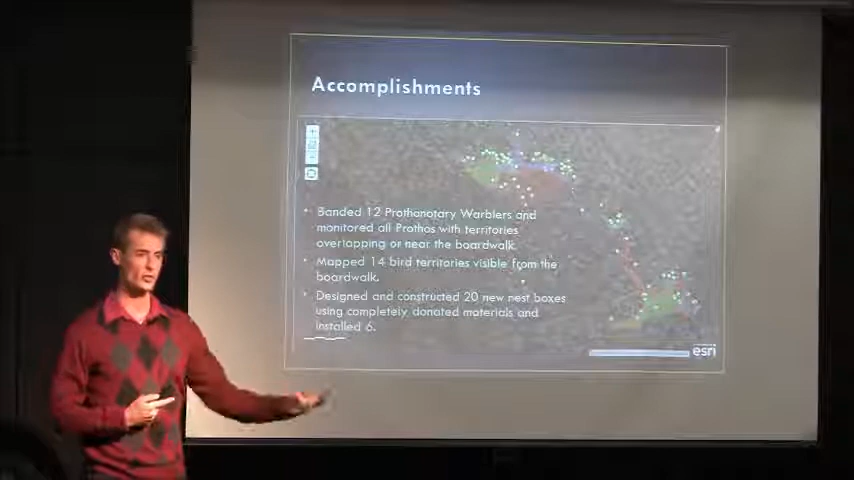 Accomplishments
Banded 12 Prothanotary Warblers and
monitored all Prothos with territories
overlapping or near the boardwalk.
Mapped 14 bird territories visible from the
boardwalk.
Designed and constructed 20 new nest boxes
using completely donated materials and
installed 6.
esri